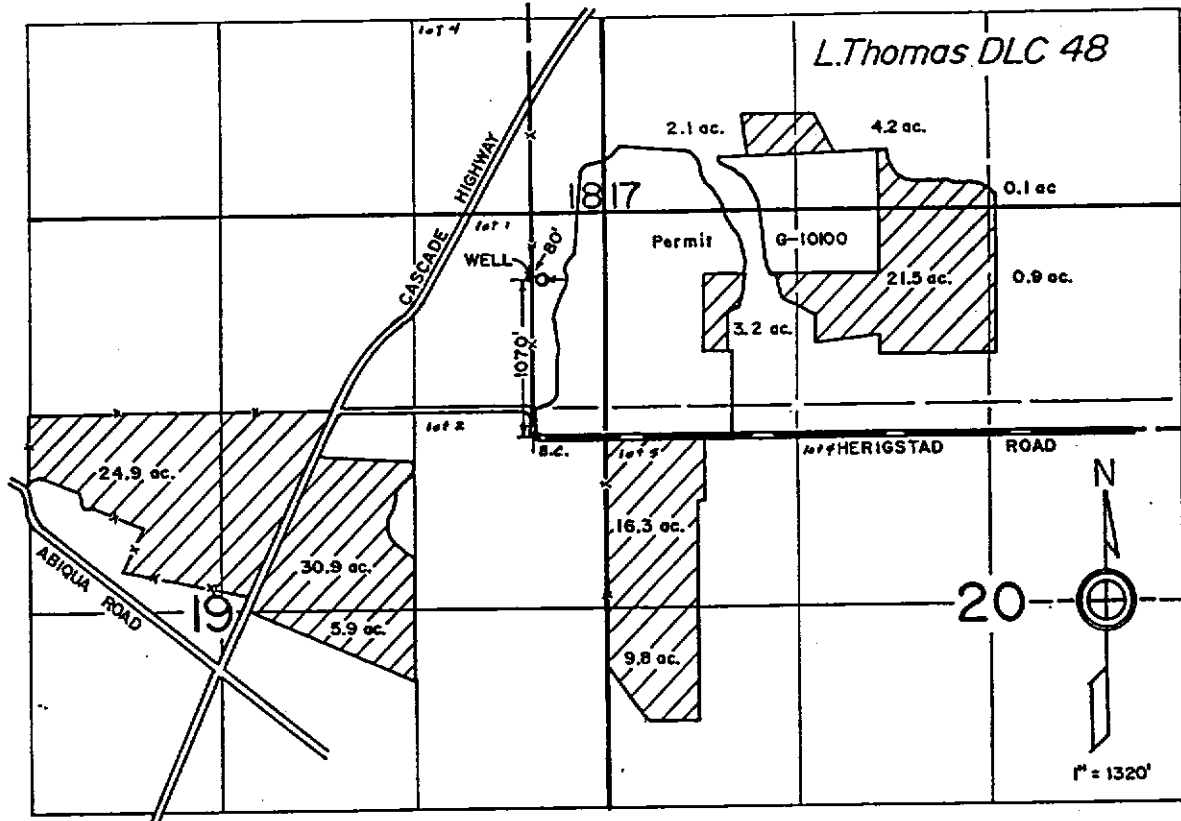 lot 4
L.Thomas DLC 48
CASCADE HIGHWAY
2.1 ac.
4.2 ac.
0.1 ac
18 17
lot 1
WELL
80'
Permit
G-10100
21.5 ac.
0.9 ac.
3.2 ac.
1070'
lot 2
B.C.
lot 5
lot 4
HERIGSTAD ROAD
24.9 ac.
16.3 ac.
N
ABIQUA ROAD
30.9 ac.
19
5.9 ac.
20
9.8 ac.
1" = 1320'